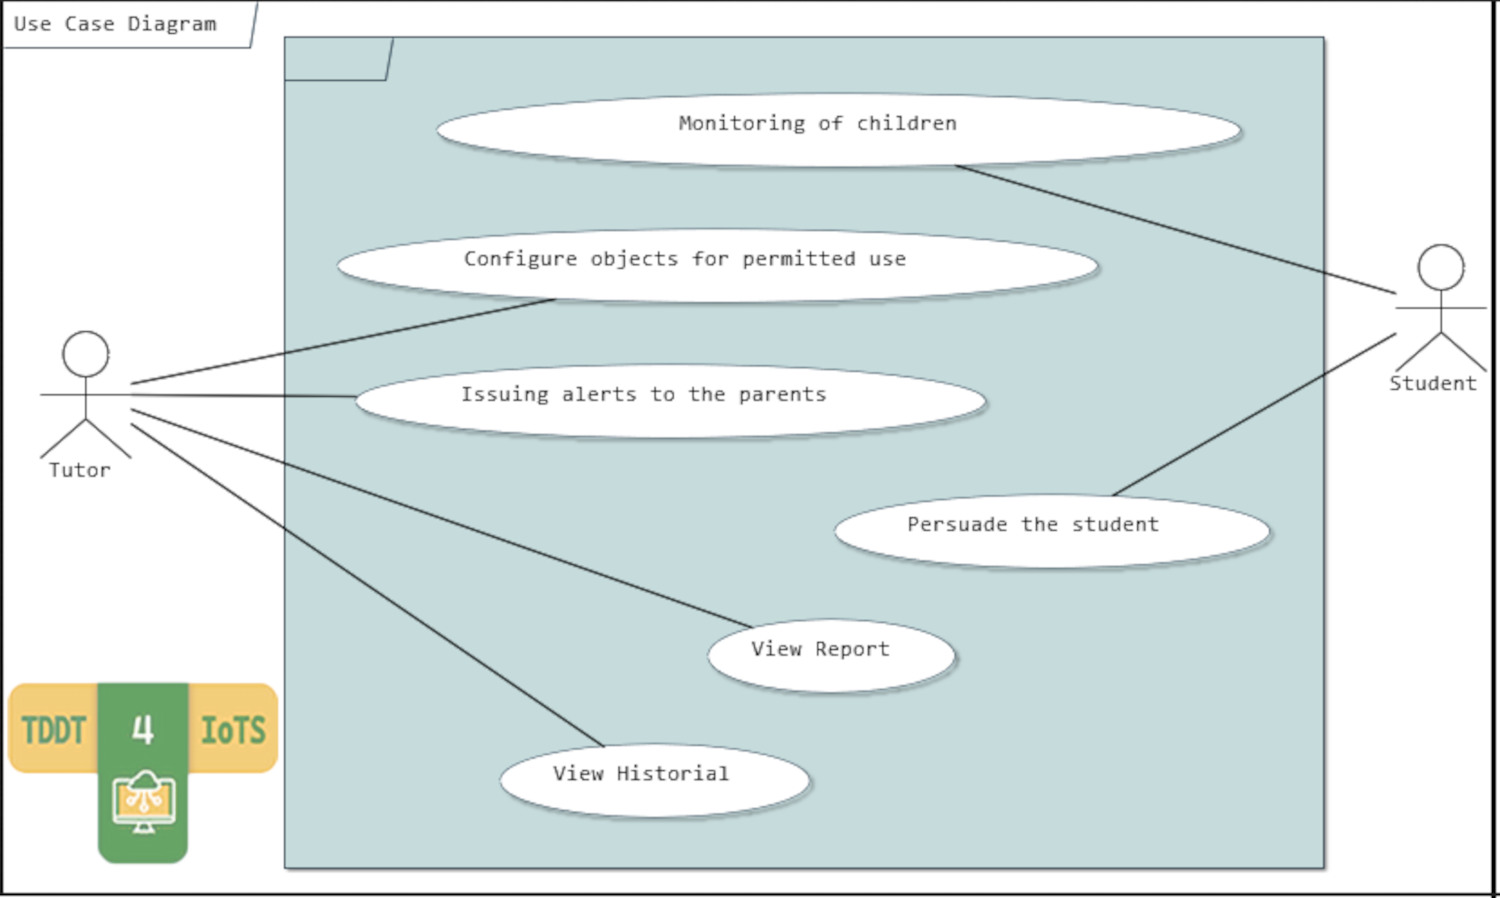 Use Case Diagram
Monitoring of children
Configure objects for permitted use
Issuing alerts to the parents
Tutor
Student
Persuade the student
View Report
View Historial
TDDT 4 IoTS